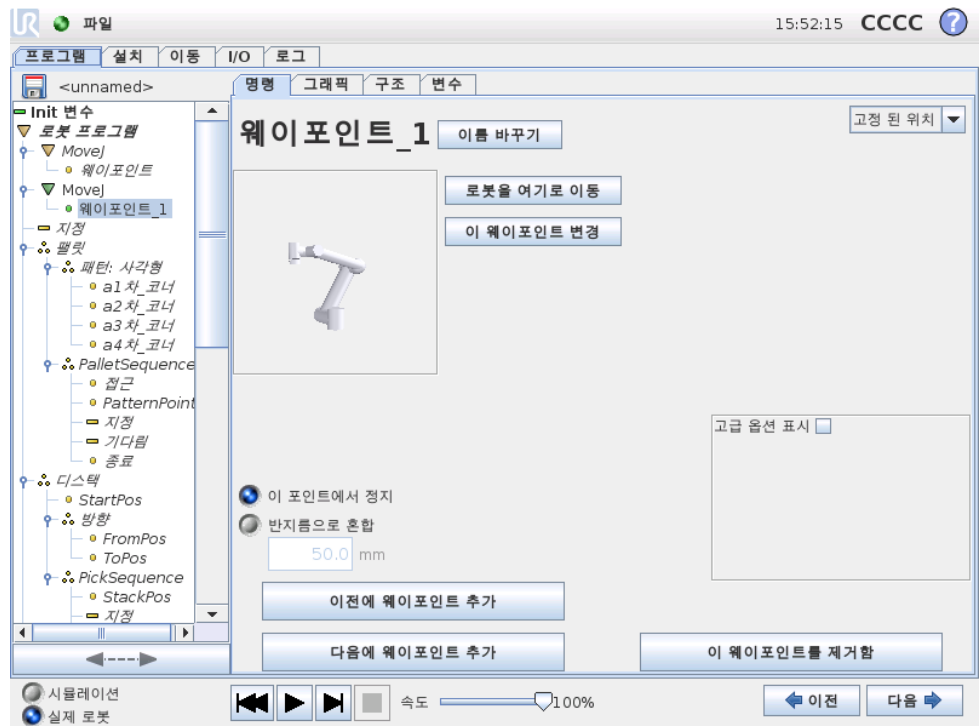 파일
15:52:15 CCCC ?
프로그램 설치 이동 I/O 로그
<unnamed>
명령 그래픽 구조 변수
Init 변수
로봇 프로그램
MoveJ
웨이포인트
MoveJ
웨이포인트_1
지정
팰릿
패턴: 사각형
a1차_코너
a2차_코너
a3차_코너
a4차_코너
PalletSequence
접근
PatternPoint
지정
기다림
종료
디스택
StartPos
방향
FromPos
ToPos
PickSequence
StackPos
지정
웨이포인트_1 이름 바꾸기
고정 된 위치
로봇을 여기로 이동
이 웨이포인트 변경
고급 옵션 표시
이 포인트에서 정지
반지름으로 혼합
50.0 mm
이전에 웨이포인트 추가
다음에 웨이포인트 추가
이 웨이포인트를 제거함
시뮬레이션
실제 로봇
속도 100%
이전 다음